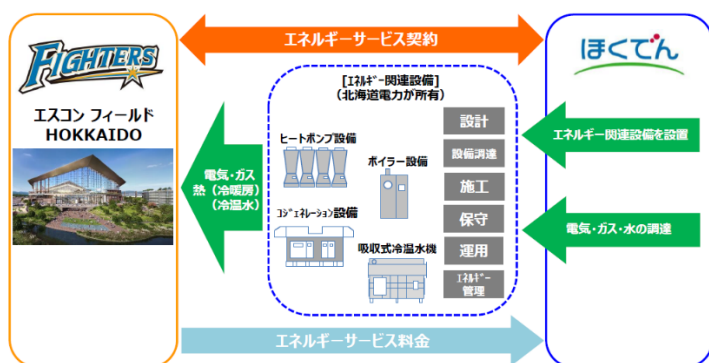 FIGHTERS
エスコン フィールド
HOKKAIDO
エネルギーサービス契約
ほくでん
[エネルギー関連設備]
(北海道電力が所有)
ヒートポンプ設備
ボイラー設備
コジェネレーション設備
吸収式冷温水機
設計
設備調達
施工
保守
運用
エネルギー
管理
電気・ガス
熱(冷暖房)
(冷温水)
エネルギー関連設備を設置
電気・ガス・水の調達
エネルギーサービス料金